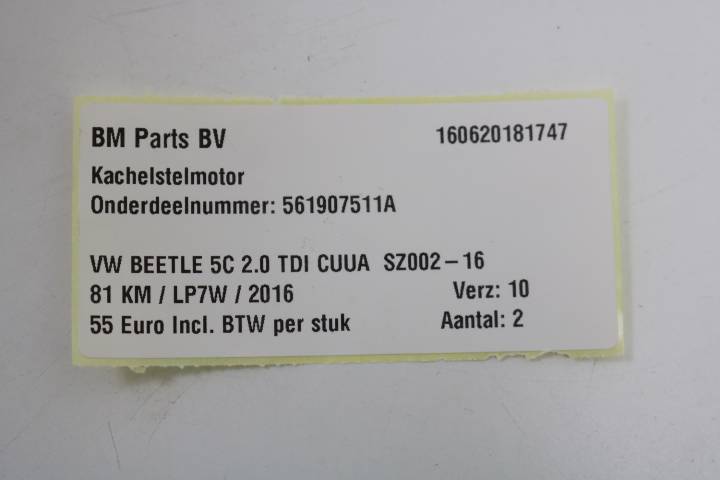 BM Parts BV 160620181747
Kachelstelmotor
Onderdeelnummer: 561907511A
VW BEETLE 5C 2.0 TDI CUUA SZ002-16
81 KM / LP7W / 2016 Verz: 10
55 Euro Incl. BTW per stuk Aantal: 2